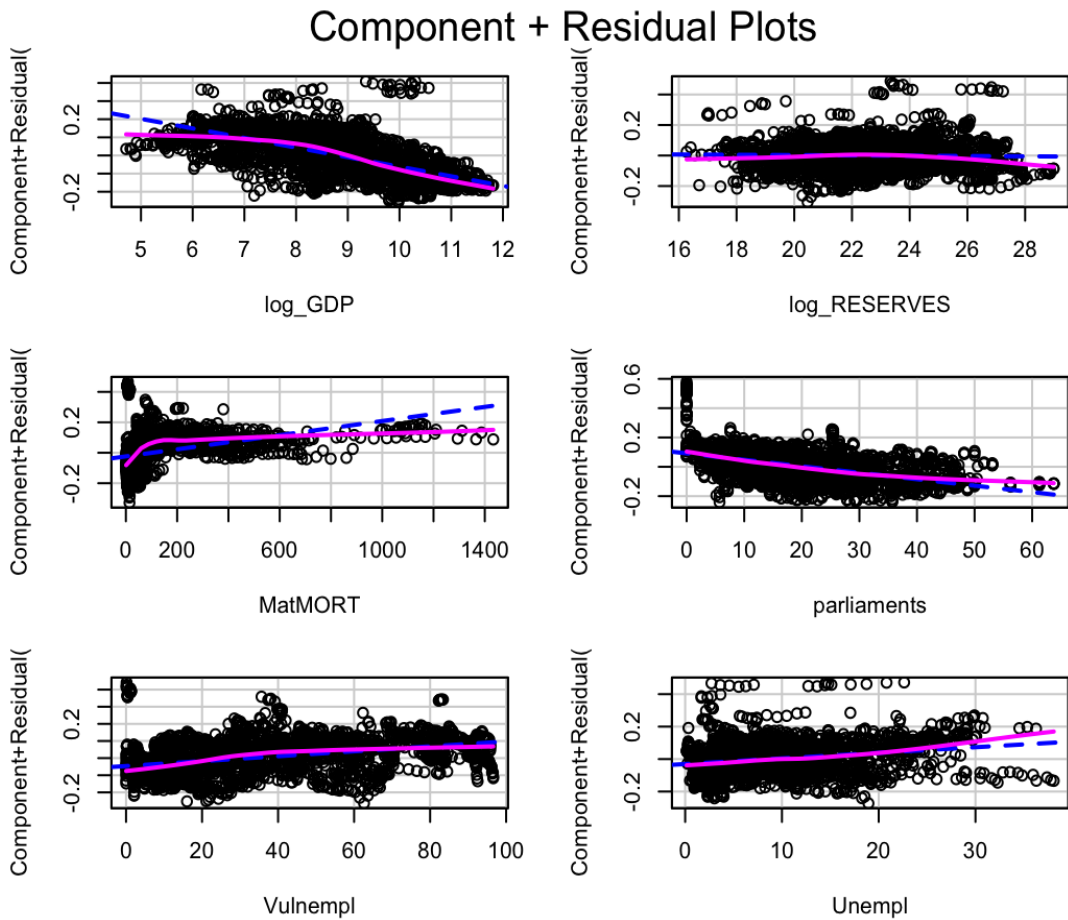 Component + Residual Plots
Component+Residual(
-0.2 0.2
5 6 7 8 9 10 11 12
log_GDP
Component+Residual(
-0.2 0.2
16 18 20 22 24 26 28
log_RESERVES
Component+Residual(
-0.2 0.2
0 200 600 1000 1400
MatMORT
Component+Residual(
-0.2 0.2 0.6
0 10 20 30 40 50 60
parliaments
Component+Residual(
-0.2 0.2
0 20 40 60 80 100
Vulnempl
Component+Residual(
-0.2 0.2
0 10 20 30
Unempl